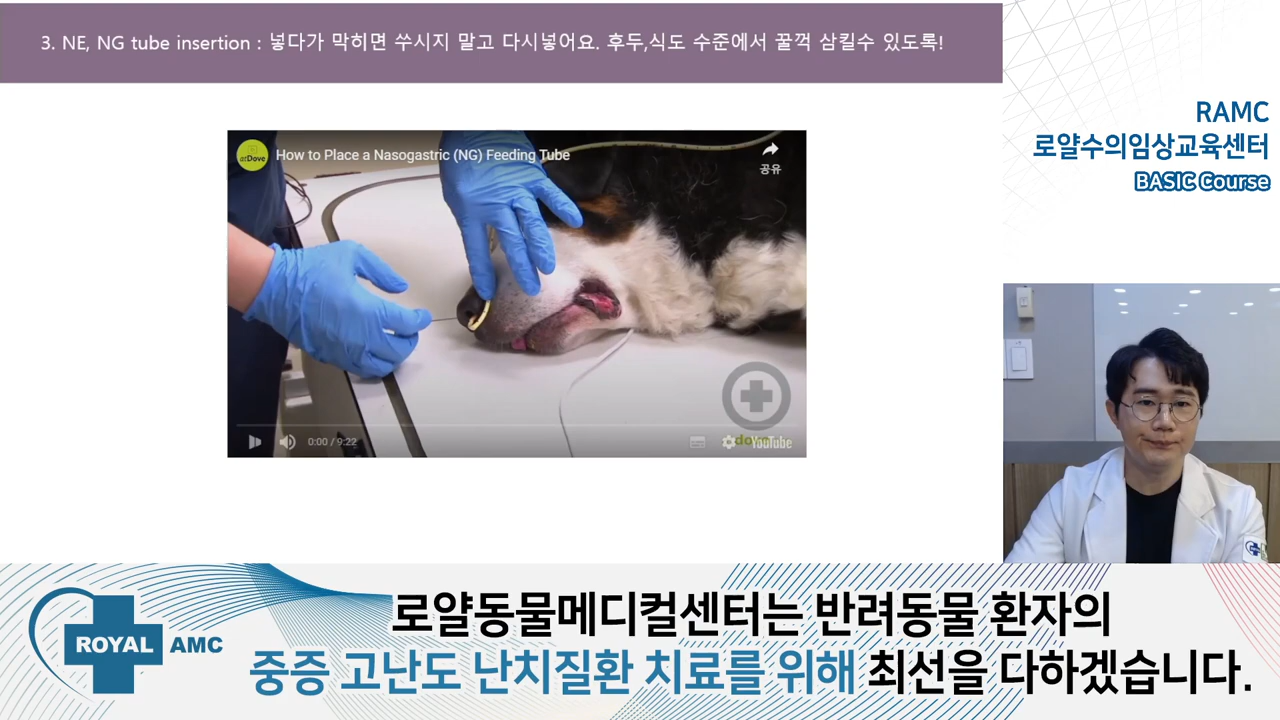 3. NE, NG tube insertion : 넣다가 막히면 쑤시지 말고 다시넣어요. 후두,식도 수준에서 꿀꺽 삼킬수 있도록!
RAMC
로얄수의임상교육센터
BASIC Course
atDove
How to Place a Nasogastric (NG) Feeding Tube
공유
0:00 / 9:22
dove
YouTube
ROYAL AMC
로얄동물메디컬센터는 반려동물 환자의
중증 고난도 난치질환 치료를 위해 최선을 다하겠습니다.